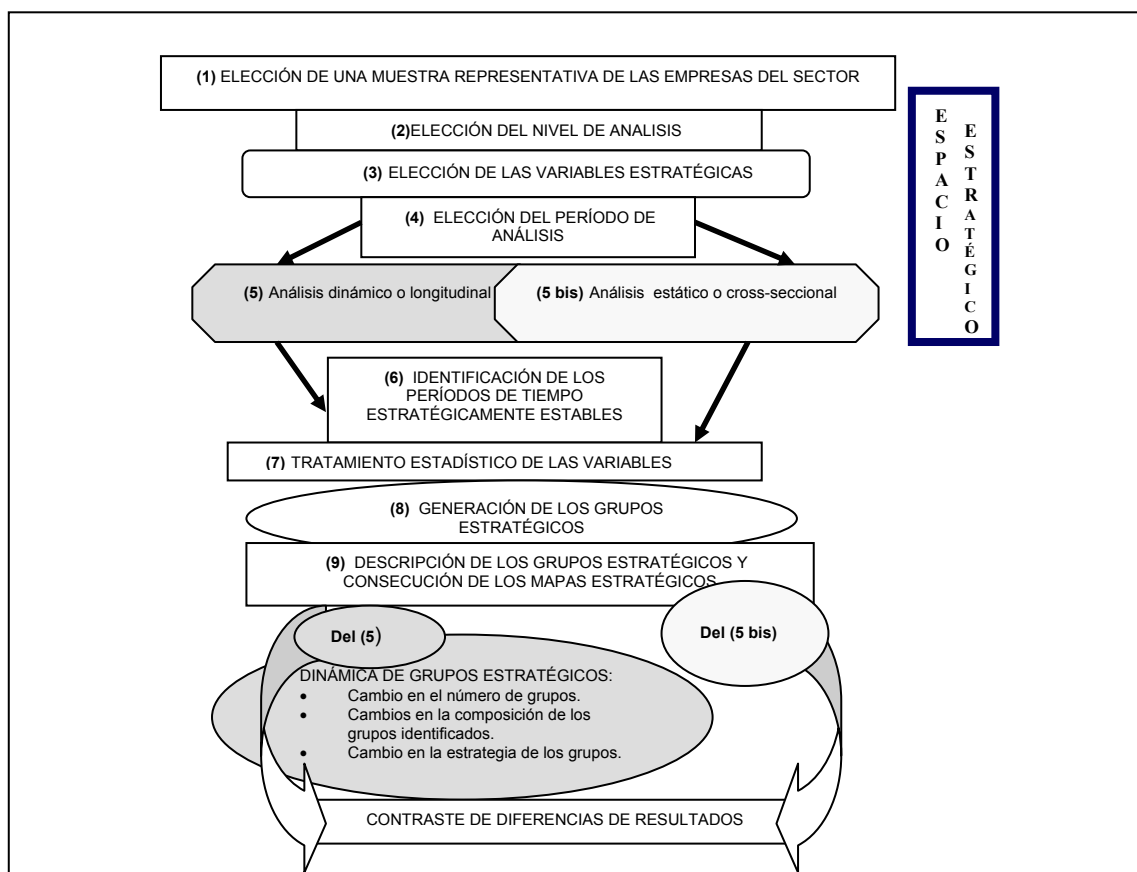 (1) ELECCIÓN DE UNA MUESTRA REPRESENTATIVA DE LAS EMPRESAS DEL SECTOR
(2)ELECCIÓN DEL NIVEL DE ANALISIS
(3) ELECCIÓN DE LAS VARIABLES ESTRATÉGICAS
(4) ELECCIÓN DEL PERÍODO DE
ANÁLISIS
(5) Análisis dinámico o longitudinal
(5 bis) Análisis estático o cross-seccional
ESPACIO
ESTRATÉGICO
(6) IDENTIFICACIÓN DE LOS
PERÍODOS DE TIEMPO
ESTRATÉGICAMENTE ESTABLES
(7) TRATAMIENTO ESTADÍSTICO DE LAS VARIABLES
(8) GENERACIÓN DE LOS GRUPOS
ESTRATÉGICOS
(9) DESCRIPCIÓN DE LOS GRUPOS ESTRATÉGICOS Y
CONSECUCIÓN DE LOS MAPAS ESTRATÉGICOS
Del (5)
Del (5 bis)
DINÁMICA DE GRUPOS ESTRATÉGICOS:
• Cambio en el número de grupos.
• Cambios en la composición de los
grupos identificados.
• Cambio en la estrategia de los grupos.
CONTRASTE DE DIFERENCIAS DE RESULTADOS